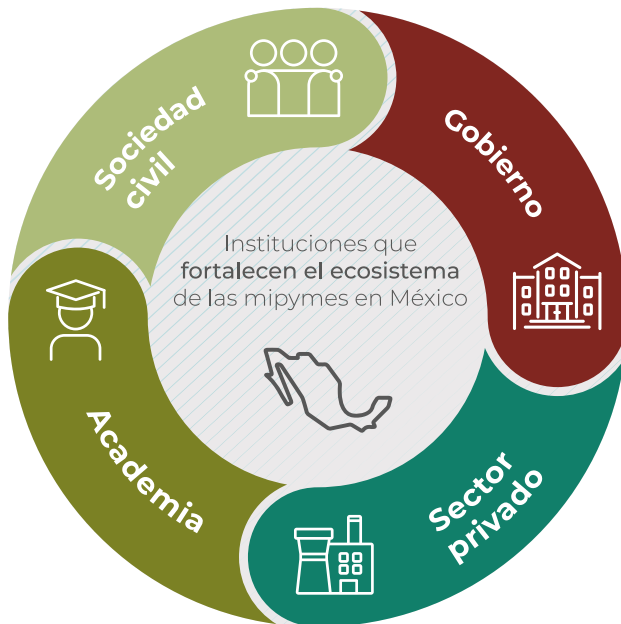 Sociedad
civil
Gobierno
Instituciones que
fortalecen el ecosistema
de las mipymes en México
Academia
Sector
privado